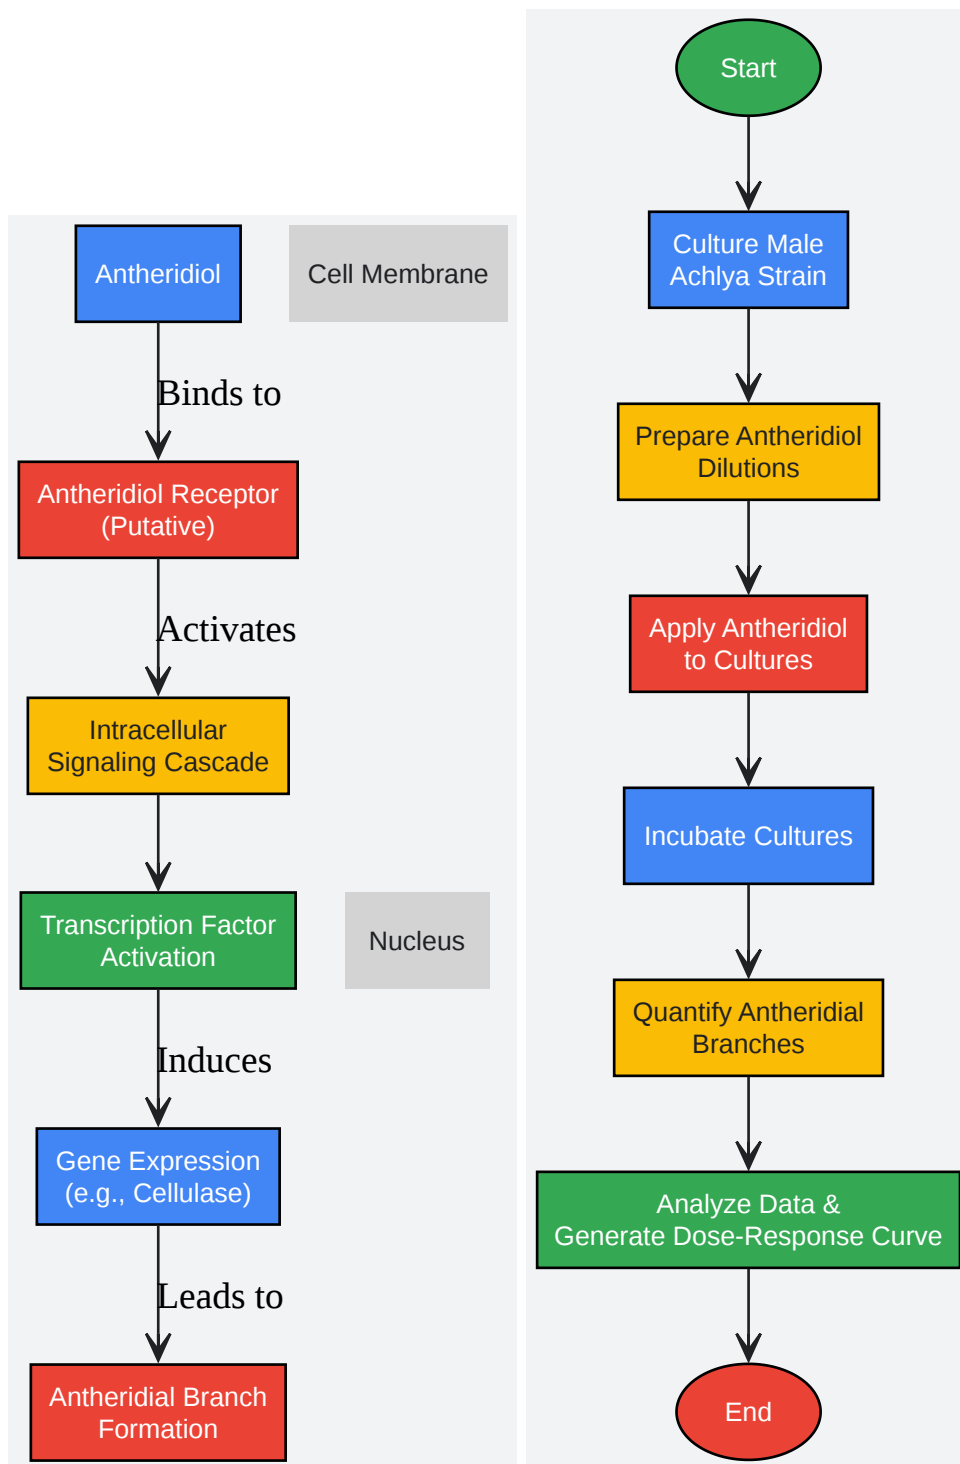 Antheridiol
Cell Membrane
Binds to
Antheridiol Receptor
(Putative)
Activates
Intracellular
Signaling Cascade
Transcription Factor
Activation
Nucleus
Induces
Gene Expression
(e.g., Cellulase)
Leads to
Antheridial Branch
Formation
Start
Culture Male
Achlya Strain
Prepare Antheridiol
Dilutions
Apply Antheridiol
to Cultures
Incubate Cultures
Quantify Antheridial
Branches
Analyze Data &
Generate Dose-Response Curve
End